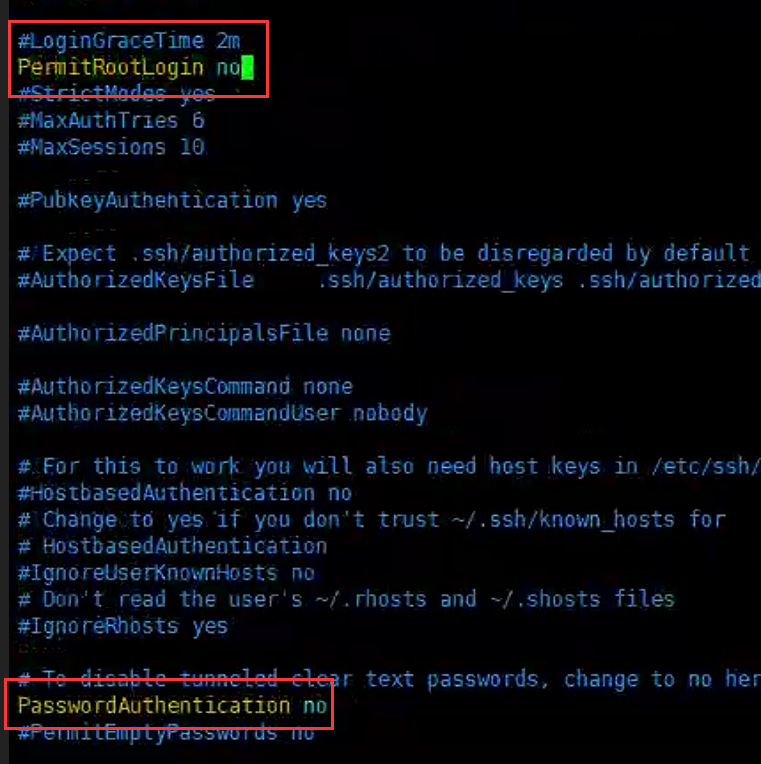 #LoginGraceTime 2m
PermitRootLogin no
#StrictModes yes
#MaxAuthTries 6
#MaxSessions 10
#PubkeyAuthentication yes
# Expect .ssh/authorized_keys2 to be disregarded by default
#AuthorizedKeysFile     .ssh/authorized_keys .ssh/authorized
#AuthorizedPrincipalsFile none
#AuthorizedKeysCommand none
#AuthorizedKeysCommandUser nobody
# For this to work you will also need host keys in /etc/ssh/
#HostbasedAuthentication no
# Change to yes if you don't trust ~/.ssh/known_hosts for
# HostbasedAuthentication
#IgnoreUserKnownHosts no
# Don't read the user's ~/.rhosts and ~/.shosts files
#IgnoreRhosts yes
# To disable tunneled clear text passwords, change to no her
PasswordAuthentication no
#PermitEmptyPasswords no